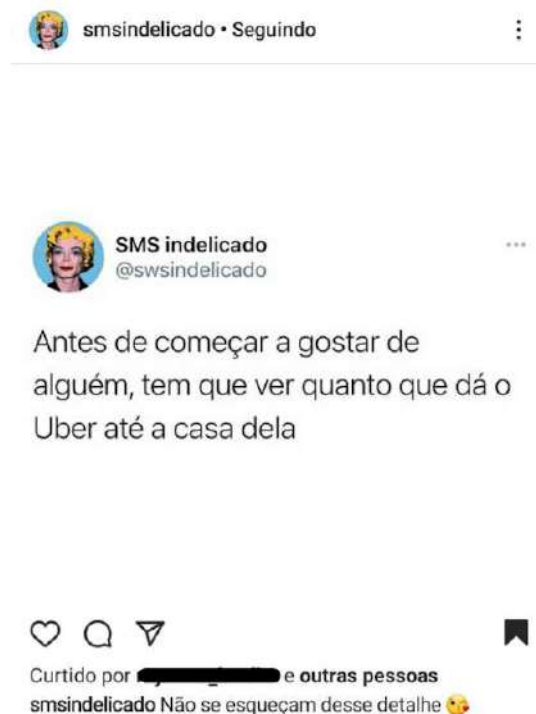 smsindelicado • Seguindo
SMS indelicado
@swsindelicado
Antes de começar a gostar de
alguém, tem que ver quanto que dá o
Uber até a casa dela
Curtido por e outras pessoas
smsindelicado Não se esqueçam desse detalhe 😘